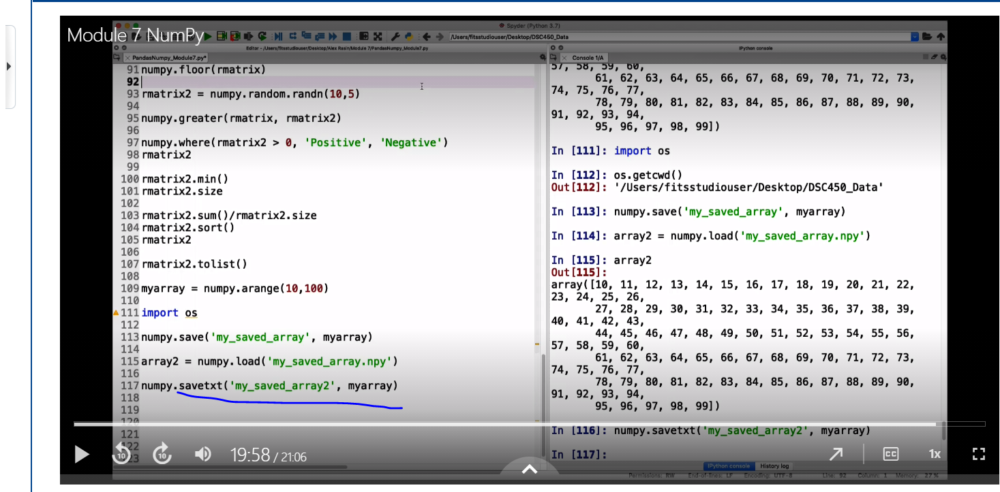 Module 7 NumPy
Spyder (Python 3.7)
/Users/fitsstudiouser/Desktop/DSC450_Data
Editor - /Users/fitsstudiouser/Desktop/Alex Rasin/Module 7/PandasNumpy_Module7.py
PandasNumpy_Module7.py*
91 numpy.floor(rmatrix)
92
93 rmatrix2 = numpy.random.randn(10,5)
94
95 numpy.greater(rmatrix, rmatrix2)
96
97 numpy.where(rmatrix2 > 0, 'Positive', 'Negative')
98 rmatrix2
99
100 rmatrix2.min()
101 rmatrix2.size
102
103 rmatrix2.sum()/rmatrix2.size
104 rmatrix2.sort()
105 rmatrix2
106
107 rmatrix2.tolist()
108
109 myarray = numpy.arange(10,100)
110
111 import os
112
113 numpy.save('my_saved_array', myarray)
114
115 array2 = numpy.load('my_saved_array.npy')
116
117 numpy.savetxt('my_saved_array2', myarray)
118
119
120
121
IPython console
Console 1/A
57, 58, 59, 60,
61, 62, 63, 64, 65, 66, 67, 68, 69, 70, 71, 72, 73,
74, 75, 76, 77,
78, 79, 80, 81, 82, 83, 84, 85, 86, 87, 88, 89, 90,
91, 92, 93, 94,
95, 96, 97, 98, 99])
In [111]: import os
In [112]: os.getcwd()
Out[112]: '/Users/fitsstudiouser/Desktop/DSC450_Data'
In [113]: numpy.save('my_saved_array', myarray)
In [114]: array2 = numpy.load('my_saved_array.npy')
In [115]: array2
Out[115]:
array([10, 11, 12, 13, 14, 15, 16, 17, 18, 19, 20, 21, 22,
23, 24, 25, 26,
27, 28, 29, 30, 31, 32, 33, 34, 35, 36, 37, 38, 39,
40, 41, 42, 43,
44, 45, 46, 47, 48, 49, 50, 51, 52, 53, 54, 55, 56,
57, 58, 59, 60,
61, 62, 63, 64, 65, 66, 67, 68, 69, 70, 71, 72, 73,
74, 75, 76, 77,
78, 79, 80, 81, 82, 83, 84, 85, 86, 87, 88, 89, 90,
91, 92, 93, 94,
95, 96, 97, 98, 99])
In [116]: numpy.savetxt('my_saved_array2', myarray)
In [117]:
IPython console History log
Permissions: RW End-of-lines: LF Encoding: UTF-8 Line: 92 Column: 1 Memory: 27 %
10 10 19:58 / 21:06 CC 1x